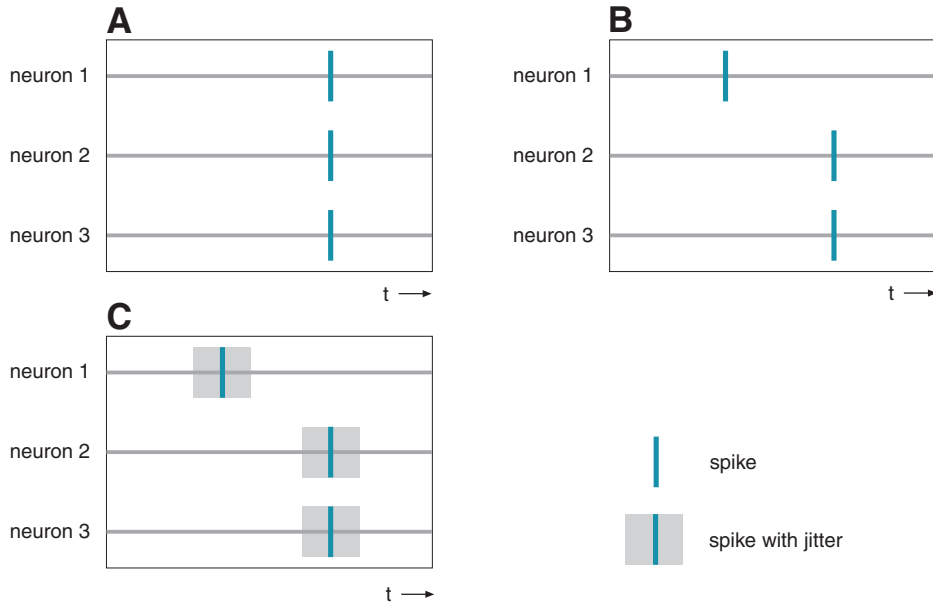 A
neuron 1
neuron 2
neuron 3
t
B
neuron 1
neuron 2
neuron 3
t
C
neuron 1
neuron 2
neuron 3
t
spike
spike with jitter